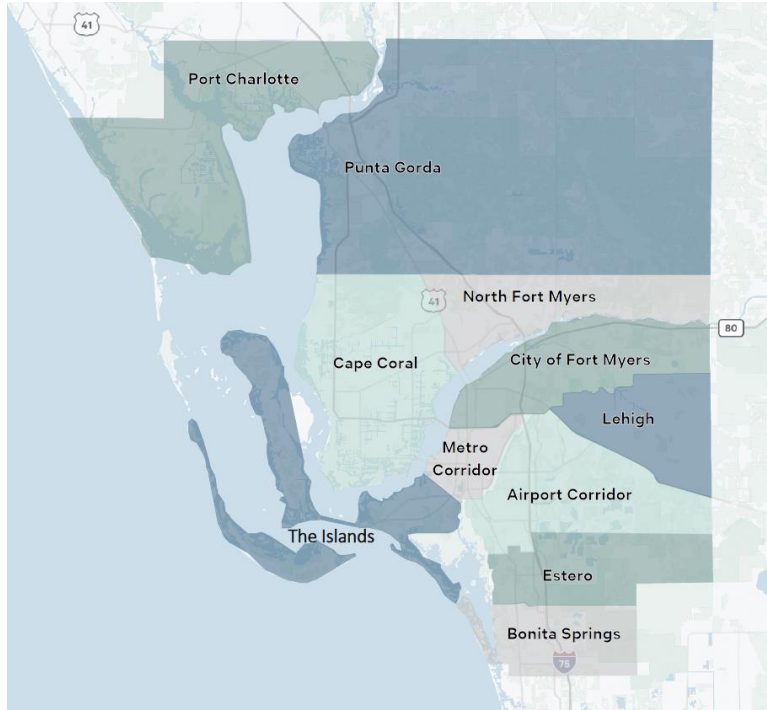 41
Port Charlotte
Punta Gorda
North Fort Myers
41
80
City of Fort Myers
Cape Coral
Lehigh
Metro
Corridor
Airport Corridor
The Islands
Estero
Bonita Springs
75